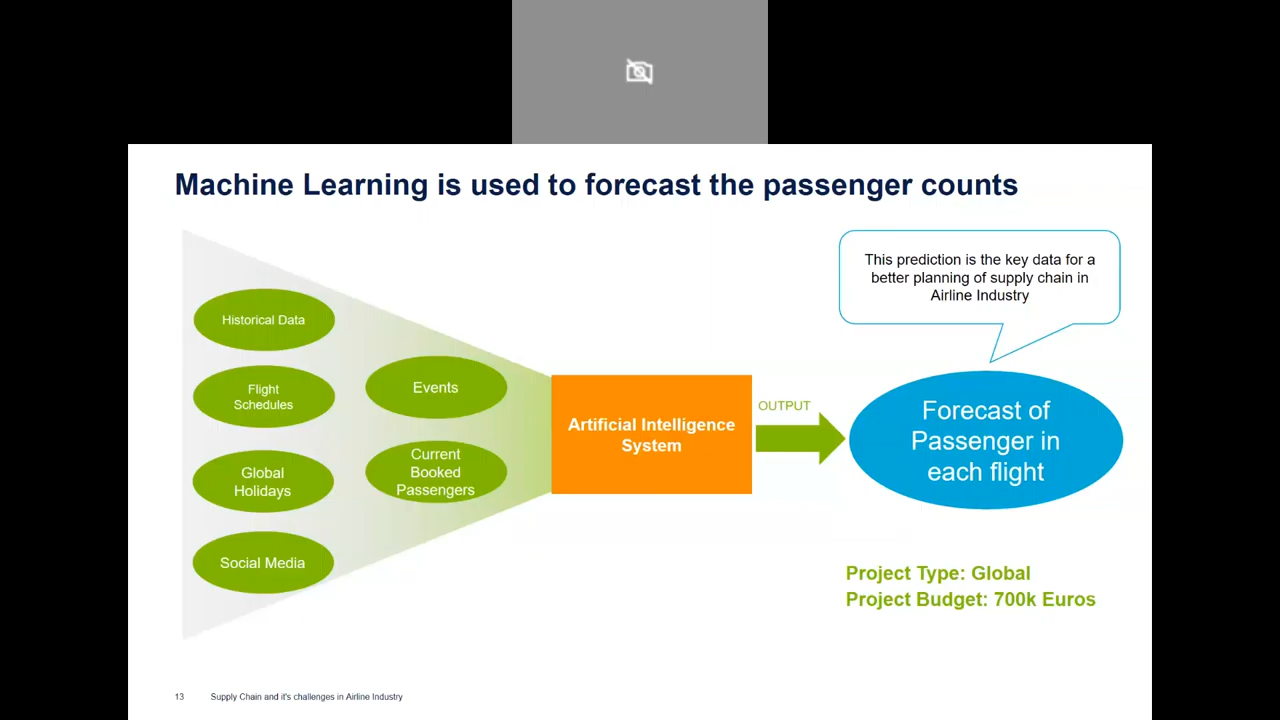 Machine Learning is used to forecast the passenger counts
This prediction is the key data for a
better planning of supply chain in
Airline Industry
Historical Data
Flight
Schedules
Global
Holidays
Social Media
Events
Current
Booked
Passengers
Artificial Intelligence
System
OUTPUT
Forecast of
Passenger in
each flight
Project Type: Global
Project Budget: 700k Euros
13 Supply Chain and it's challenges in Airline Industry